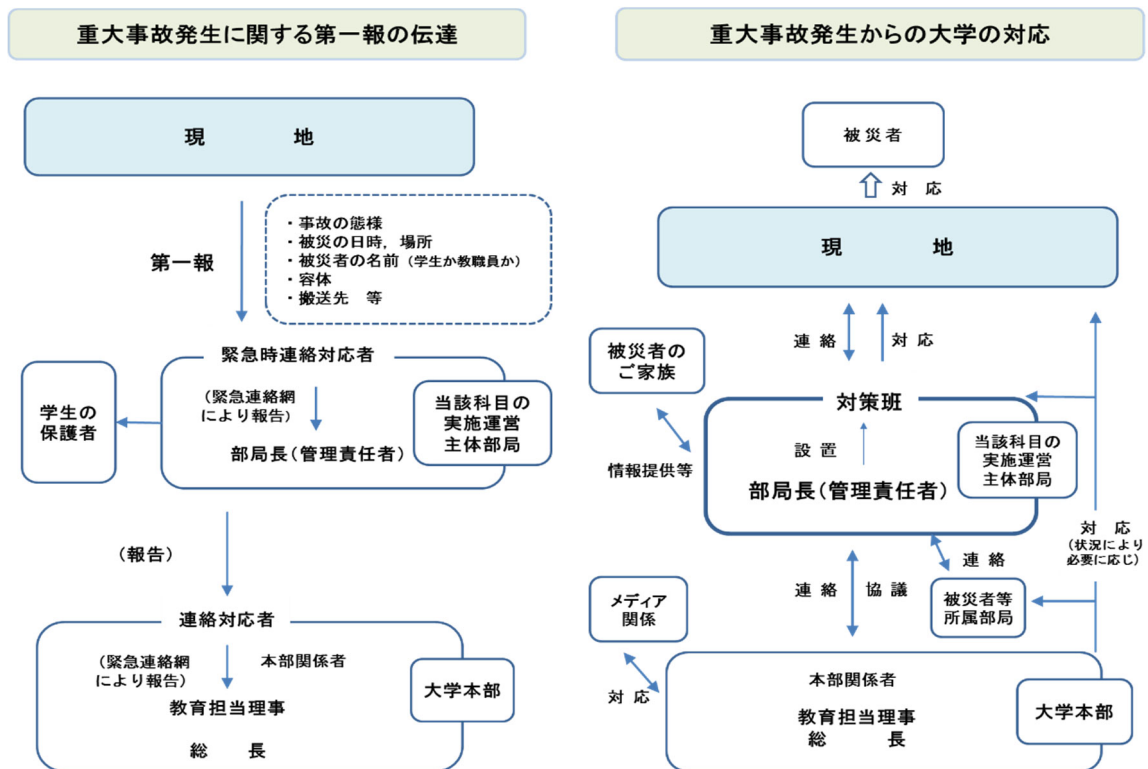 重大事故発生に関する第一報の伝達
現 地
第一報
・事故の態様
・被災の日時，場所
・被災者の名前（学生か教職員か）
・容体
・搬送先 等
緊急時連絡対応者
（緊急連絡網
により報告）
部局長（管理責任者）
当該科目の
実施運営
主体部局
学生の
保護者
（報告）
連絡対応者
（緊急連絡網
により報告）
本部関係者
教育担当理事
総 長
大学本部
重大事故発生からの大学の対応
被災者
対 応
現 地
連絡
対応
被災者の
ご家族
情報提供等
対策班
設置
部局長（管理責任者）
当該科目の
実施運営
主体部局
対 応
（状況により
必要に応じ）
連絡
協議
連絡
被災者等
所属部局
メディア
関係
対応
本部関係者
教育担当理事
総 長
大学本部